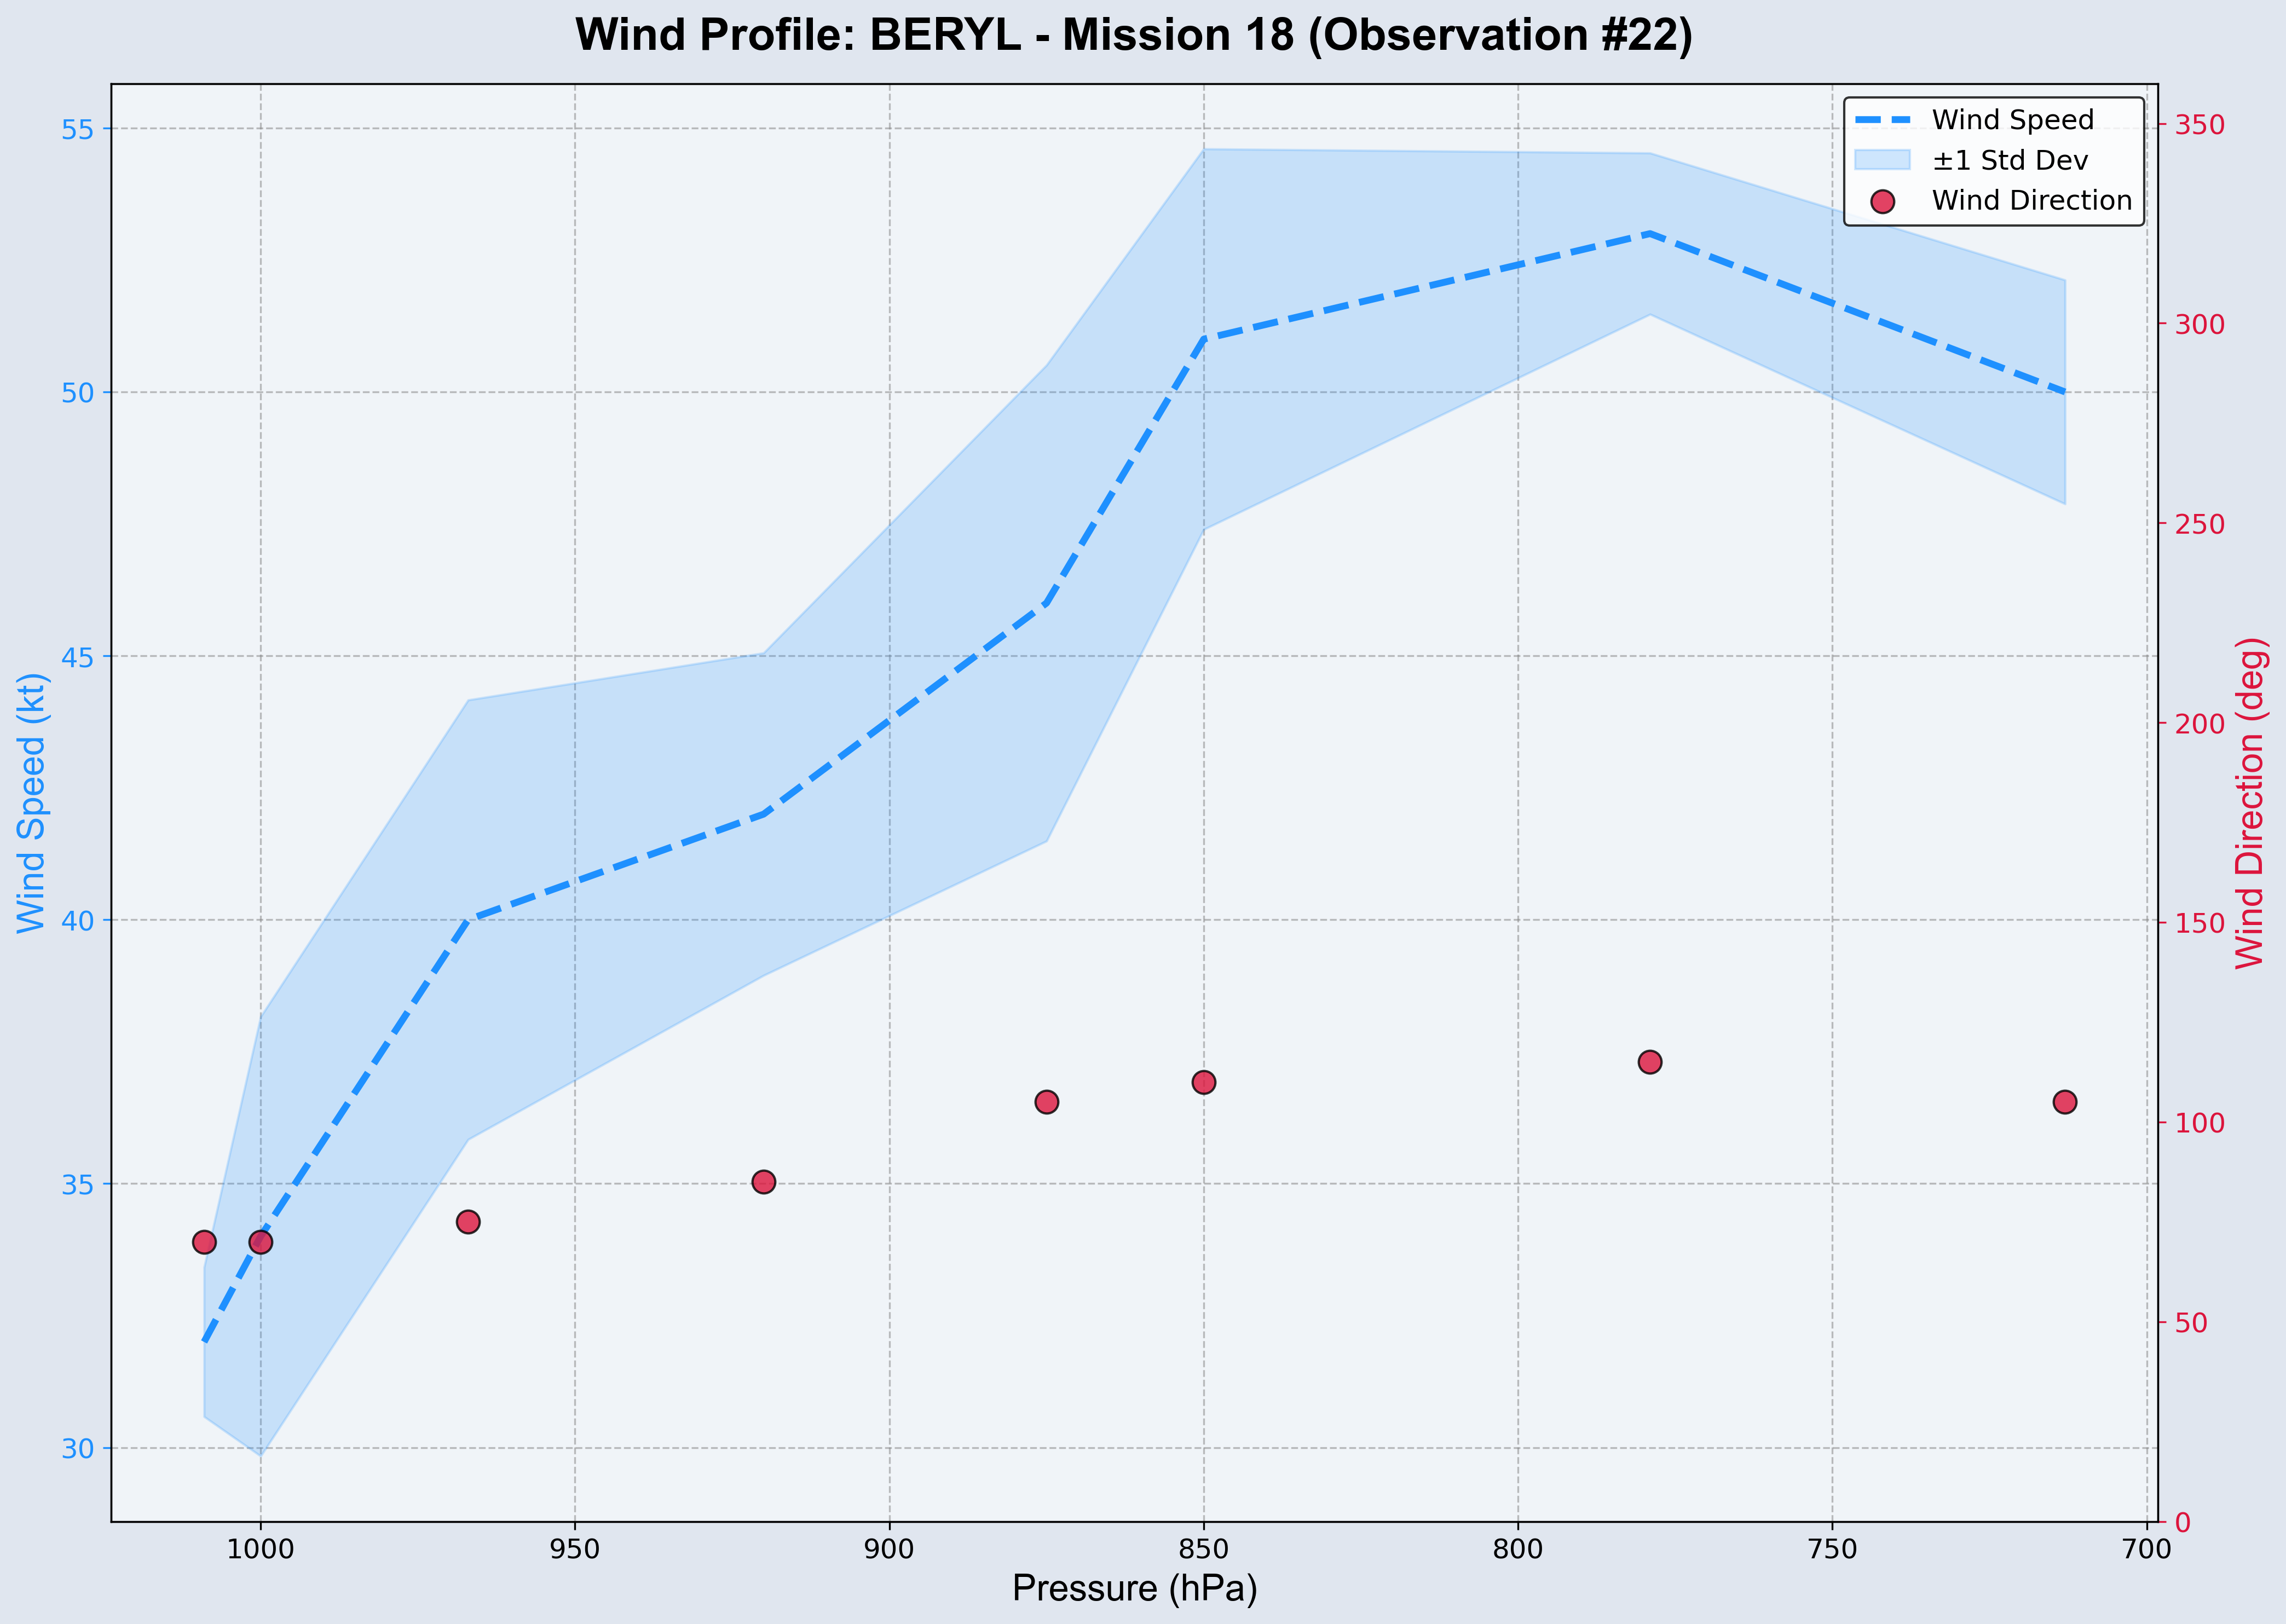 Wind Profile: BERYL - Mission 18 (Observation #22)
Wind Speed
±1 Std Dev
Wind Direction
Wind Speed (kt)
55
50
45
40
35
30
350
300
250
200
150
100
50
0
Wind Direction (deg)
1000 950 900 850 800 750 700
Pressure (hPa)